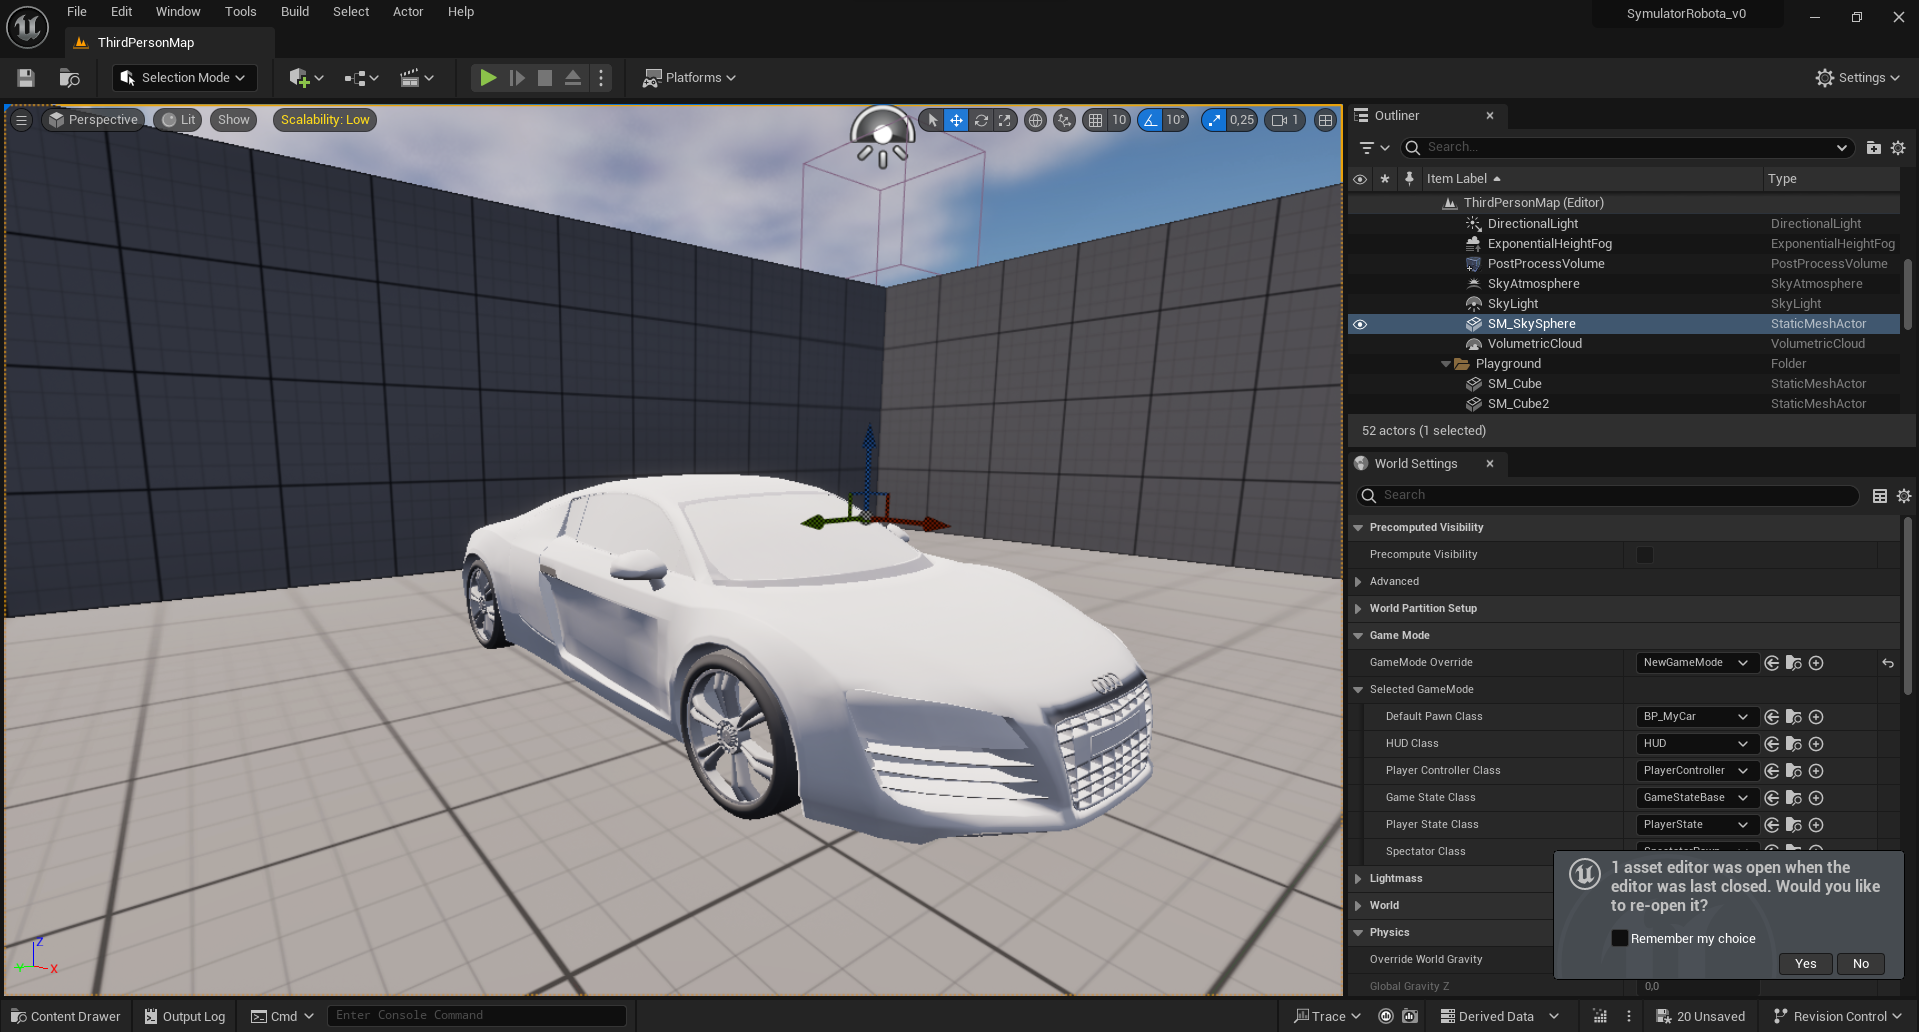 File Edit Window Tools Build Select Actor Help
SymulatorRobota_v0
ThirdPersonMap
Selection Mode
Platforms
Settings
Perspective Lit Show Scalability: Low
10 10° 0,25 1
Outliner
Search...
Item Label Type
ThirdPersonMap (Editor)
DirectionalLight DirectionalLight
ExponentialHeightFog ExponentialHeightFog
PostProcessVolume PostProcessVolume
SkyAtmosphere SkyAtmosphere
SkyLight SkyLight
SM_SkySphere StaticMeshActor
VolumetricCloud VolumetricCloud
Playground Folder
SM_Cube StaticMeshActor
SM_Cube2 StaticMeshActor
52 actors (1 selected)
World Settings
Search
Precomputed Visibility
Precompute Visibility
Advanced
World Partition Setup
Game Mode
GameMode Override NewGameMode
Selected GameMode
Default Pawn Class BP_MyCar
HUD Class HUD
Player Controller Class PlayerController
Game State Class GameStateBase
Player State Class PlayerState
Spectator Class
Lightmass
World
Physics
Override World Gravity
Global Gravity Z 0,0
1 asset editor was open when the
editor was last closed. Would you like
to re-open it?
Remember my choice
Yes No
Z
Y
X
Content Drawer Output Log Cmd Enter Console Command
Trace Derived Data 20 Unsaved Revision Control